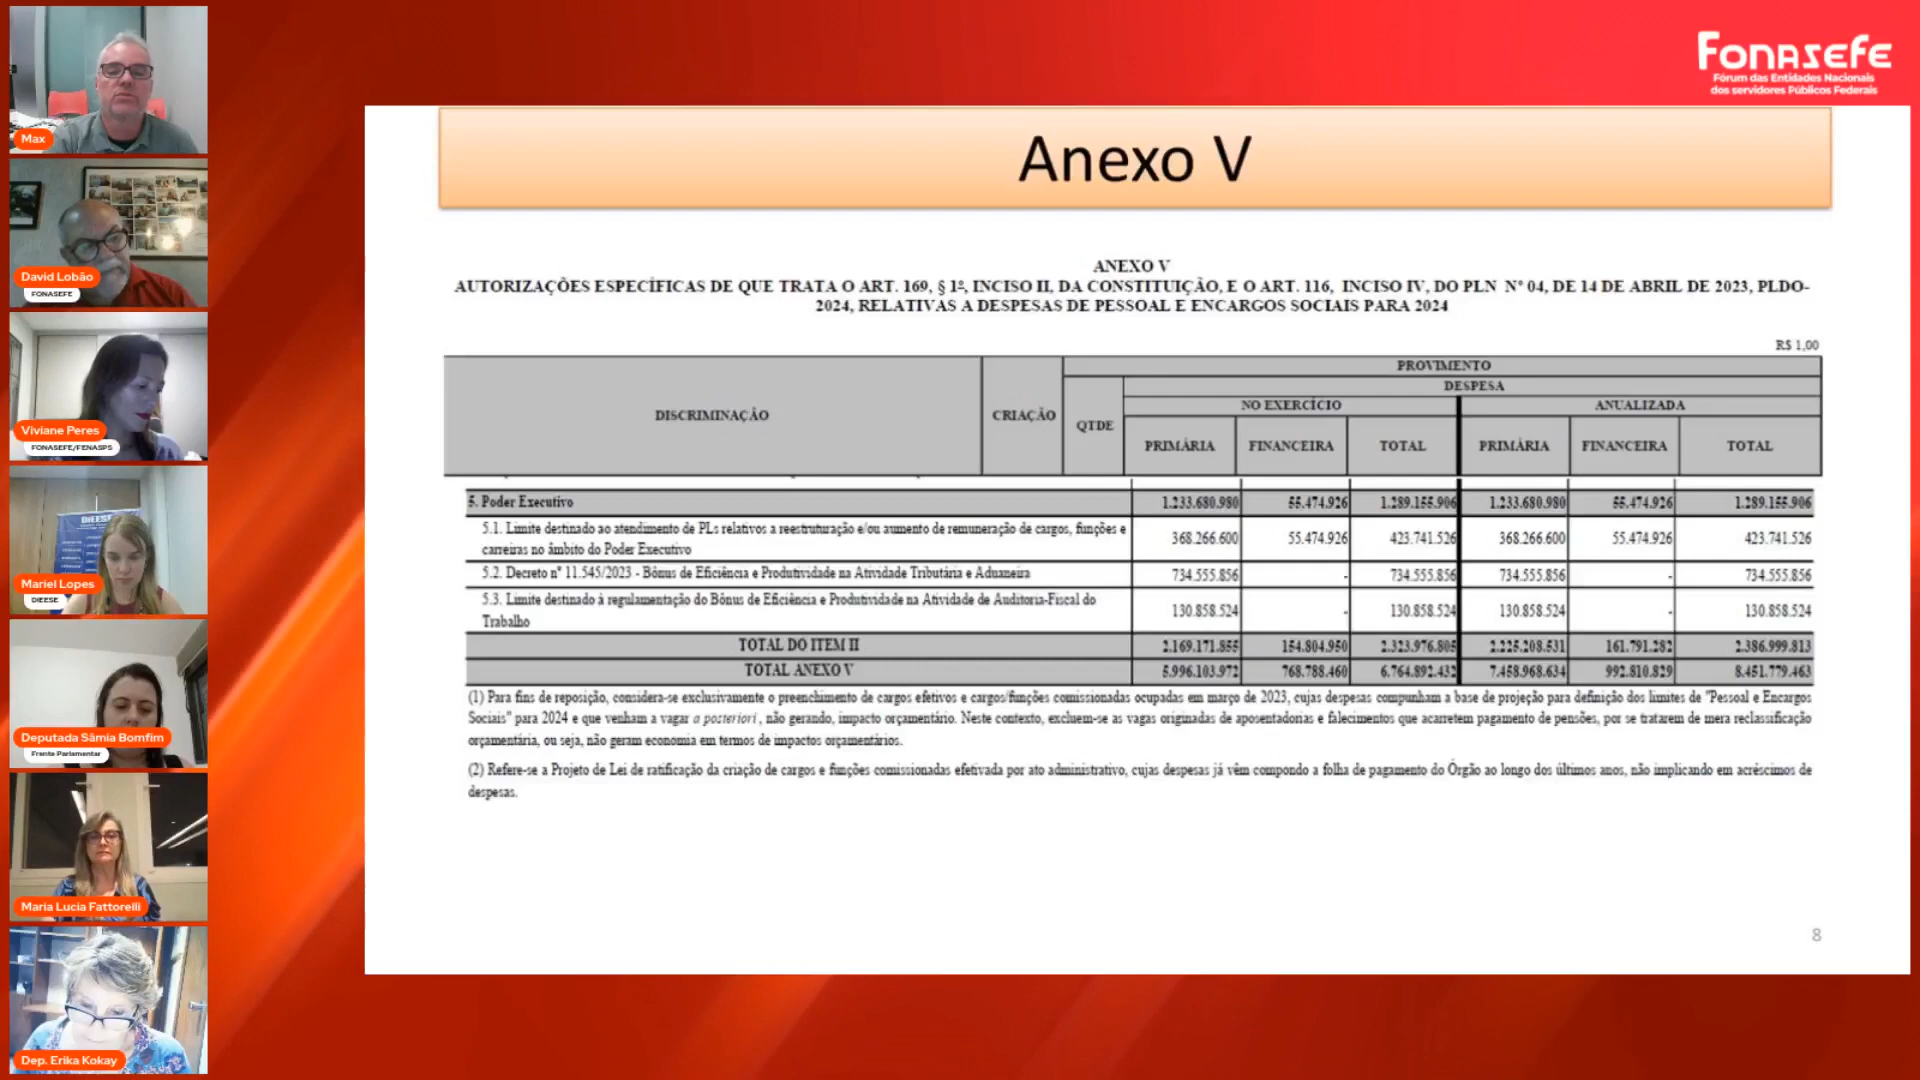 FONASEFE
Fórum das Entidades Nacionais
dos servidores Públicos Federais
Max
David Lobão
FONASEFE
Viviane Peres
FONASEFE/FENASPS
DIEESE
Mariel Lopes
DIEESE
Deputada Sâmia Bomfim
Frente Parlamentar
Maria Lucia Fattorelli
Dep. Erika Kokay
Anexo V
ANEXO V
AUTORIZAÇÕES ESPECÍFICAS DE QUE TRATA O ART. 169, § 1º, INCISO II, DA CONSTITUIÇÃO, E O ART. 116, INCISO IV, DO PLN Nº 04, DE 14 DE ABRIL DE 2023, PLDO-
2024, RELATIVAS A DESPESAS DE PESSOAL E ENCARGOS SOCIAIS PARA 2024
R$ 1,00
PROVIMENTO
DESPESA
NO EXERCÍCIO ANUALIZADA
DISCRIMINAÇÃO CRIAÇÃO QTDE PRIMÁRIA FINANCEIRA TOTAL PRIMÁRIA FINANCEIRA TOTAL
5. Poder Executivo 1.233.680.980 55.474.926 1.289.155.906 1.233.680.980 55.474.926 1.289.155.906
5.1. Limite destinado ao atendimento de PLs relativos a reestruturação e/ou aumento de remuneração de cargos, funções e
carreiras no âmbito do Poder Executivo 368.266.600 55.474.926 423.741.526 368.266.600 55.474.926 423.741.526
5.2. Decreto nº 11.545/2023 - Bônus de Eficiência e Produtividade na Atividade Tributária e Aduaneira 734.555.856 - 734.555.856 734.555.856 - 734.555.856
5.3. Limite destinado à regulamentação do Bônus de Eficiência e Produtividade na Atividade de Auditoria-Fiscal do
Trabalho 130.858.524 - 130.858.524 130.858.524 - 130.858.524
TOTAL DO ITEM II 2.169.171.855 154.804.950 2.323.976.805 2.225.208.531 161.791.282 2.386.999.813
TOTAL ANEXO V 5.996.103.972 768.788.460 6.764.892.432 7.458.968.634 992.810.829 8.451.779.463
(1) Para fins de reposição, considera-se exclusivamente o preenchimento de cargos efetivos e cargos/funções comissionadas ocupadas em março de 2023, cujas despesas compunham a base de projeção para definição dos limites de "Pessoal e Encargos
Sociais" para 2024 e que venham a vagar a posteriori, não gerando, impacto orçamentário. Neste contexto, excluem-se as vagas originadas de aposentadorias e falecimentos que acarretem pagamento de pensões, por se tratarem de mera reclassificação
orçamentária, ou seja, não geram economia em termos de impactos orçamentários.
(2) Refere-se a Projeto de Lei de ratificação da criação de cargos e funções comissionadas efetivada por ato administrativo, cujas despesas já vêm compondo a folha de pagamento do Órgão ao longo dos últimos anos, não implicando em acréscimos de
despesas.
8